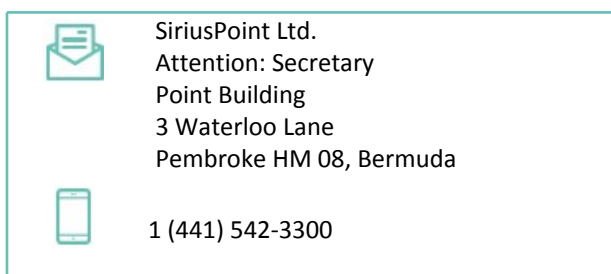 SiriusPoint Ltd.
Attention: Secretary
Point Building
3 Waterloo Lane
Pembroke HM 08, Bermuda
1 (441) 542-3300